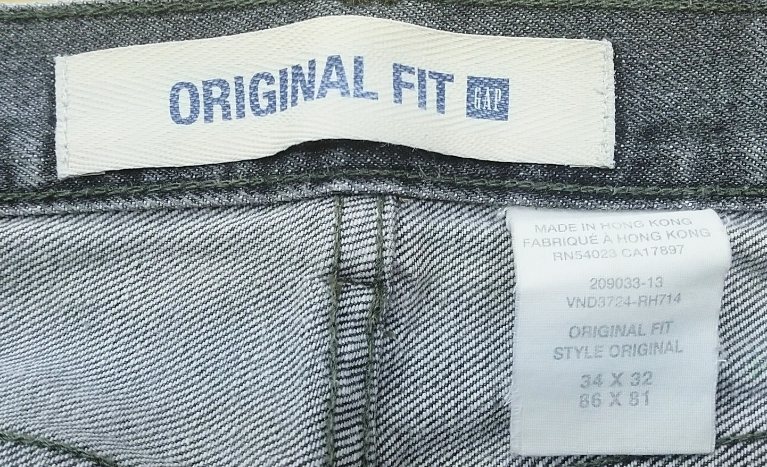 ORIGINAL FIT GAP
MADE IN HONG KONG
FABRIQUÉ À HONG KONG
RN54023 CA17897
209033-13
VND3724-RH714
ORIGINAL FIT
STYLE ORIGINAL
34 X 32
86 X 81